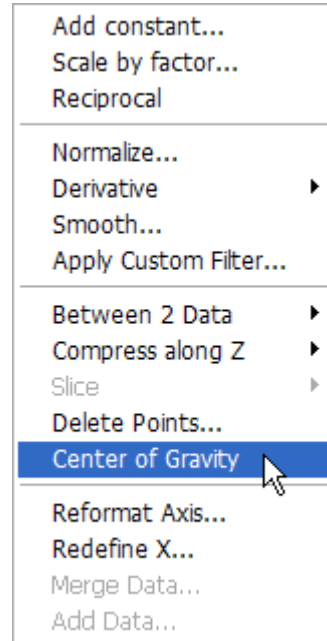 Add constant...
Scale by factor...
Reciprocal
Normalize...
Derivative
Smooth...
Apply Custom Filter...
Between 2 Data
Compress along Z
Slice
Delete Points...
Center of Gravity
Reformat Axis...
Redefine X...
Merge Data...
Add Data...